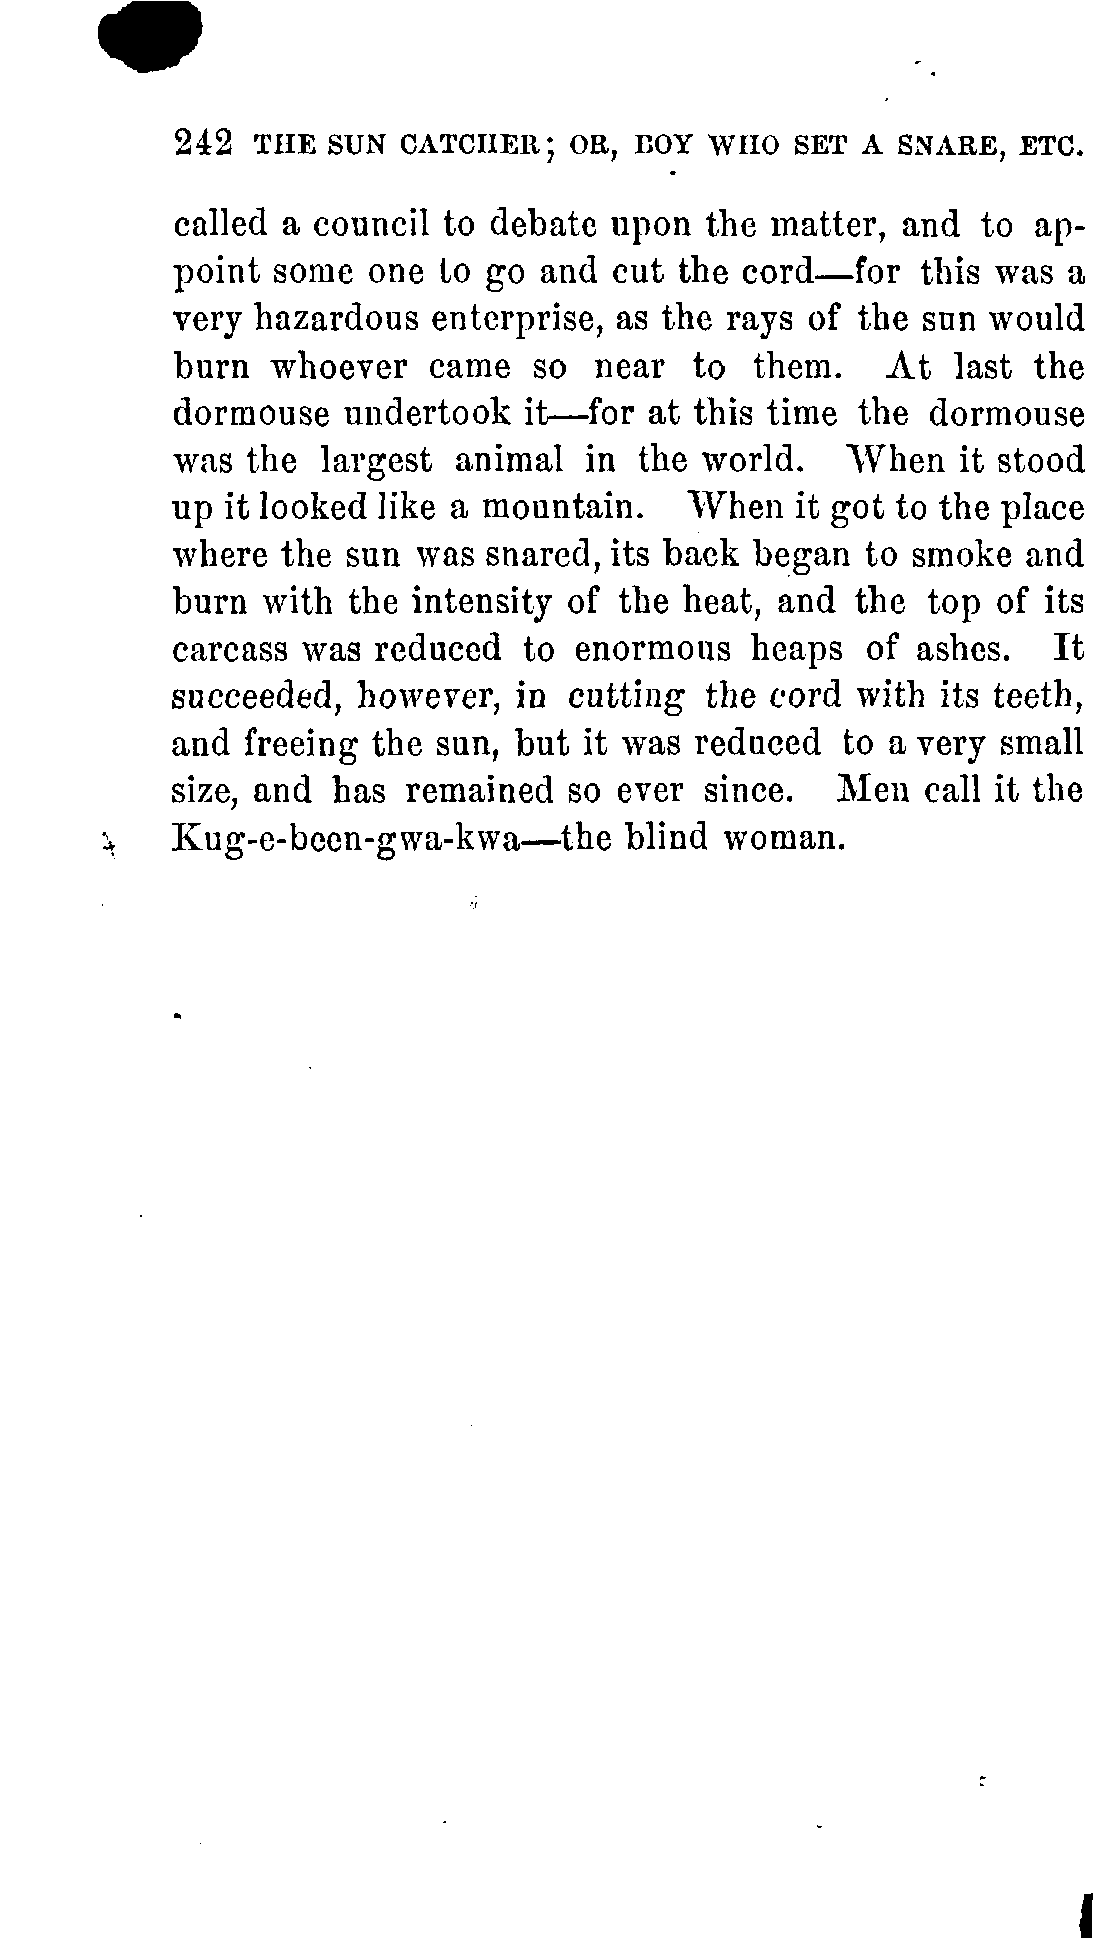 242 THE SUN CATCHER; OR, BOY WHO SET A SNARE, ETC.
called a council to debate upon the matter, and to ap-
point some one to go and cut the cord—for this was a
very hazardous enterprise, as the rays of the sun would
burn whoever came so near to them. At last the
dormouse undertook it—for at this time the dormouse
was the largest animal in the world. When it stood
up it looked like a mountain. When it got to the place
where the sun was snared, its back began to smoke and
burn with the intensity of the heat, and the top of its
carcass was reduced to enormous heaps of ashes. It
succeeded, however, in cutting the cord with its teeth,
and freeing the sun, but it was reduced to a very small
size, and has remained so ever since. Men call it the
Kug-e-been-gwa-kwa—the blind woman.